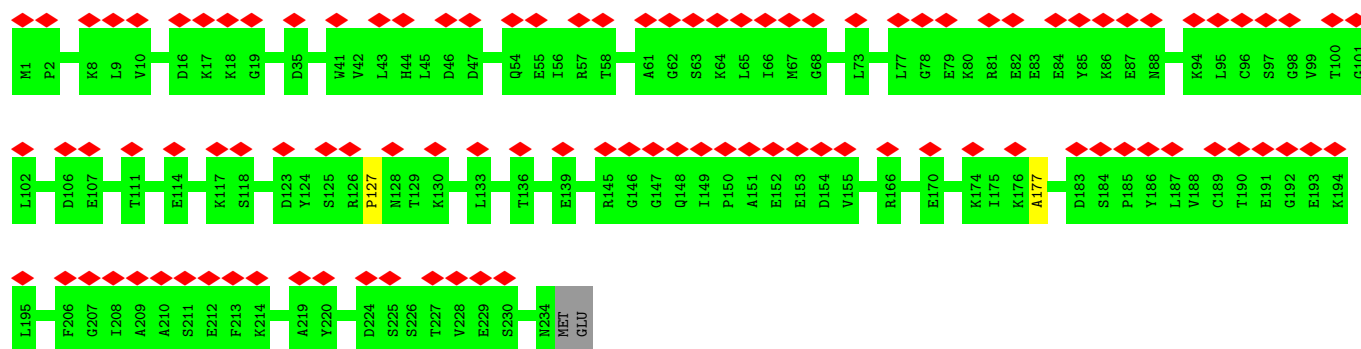 M1 P2 K8 L9 V10 D16 K17 K18 G19 D35 W41 V42 L43 H44 L45 D46 D47 Q54 E55 I56 R57 T58 A61 G62 S63 K64 L65 I66 M67 G68 L73 L77 G78 E79 K80 R81 E82 E83 E84 Y85 K86 E87 N88 K94 L95 C96 S97 G98 V99 T100 G101
L102 D106 E107 T111 E114 K117 S118 D123 Y124 S125 R126 P127 N128 T129 K130 L133 T136 E139 R145 G146 G147 Q148 I149 P150 A151 E152 E153 D154 V155 R166 E170 K174 I175 K176 A177 D183 S184 P185 Y186 L187 V188 C189 T190 E191 G192 E193 K194
L195 F206 G207 I208 A209 A210 S211 E212 F213 K214 A219 Y220 D224 S225 S226 T227 V228 E229 S230 N234 MET GLU